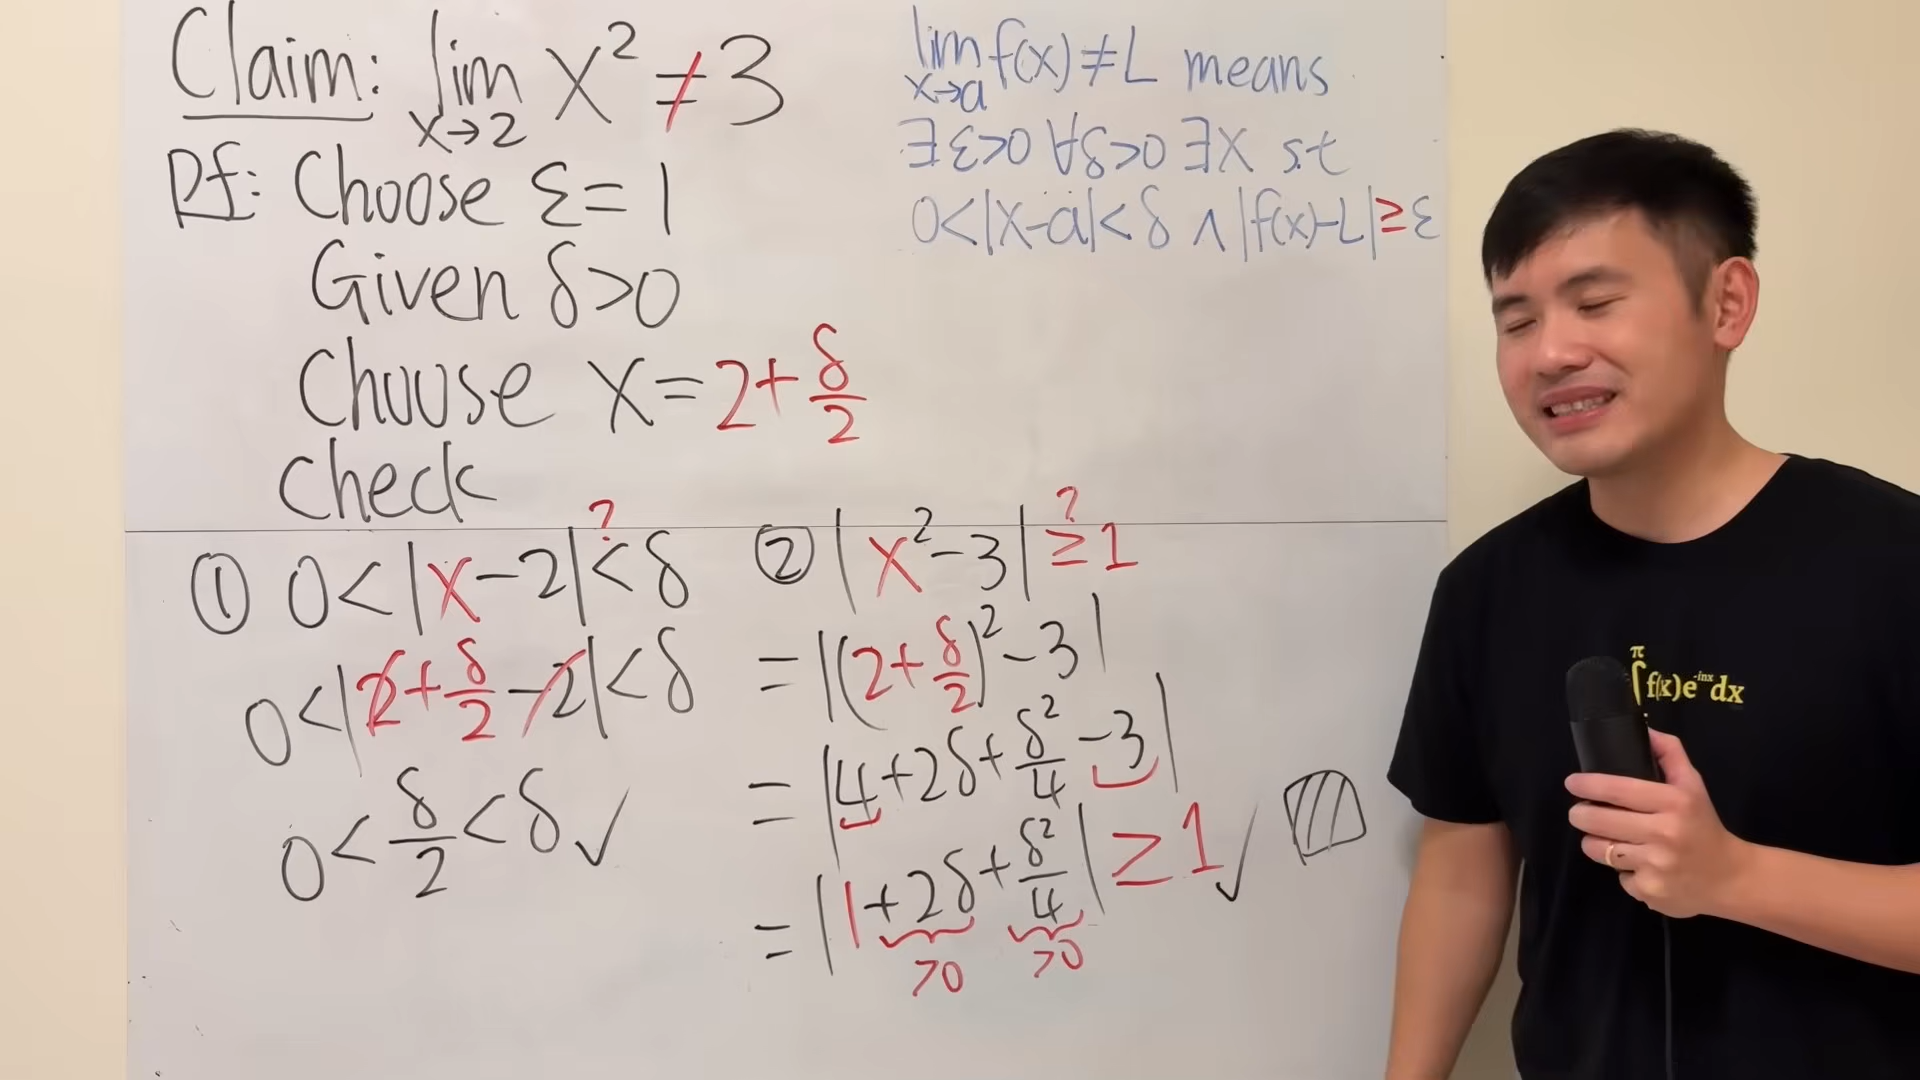 Claim: lim x→2 x² ≠ 3
Pf: Choose ε = 1
Given δ>0
Choose x = 2+δ/2
Check
① 0<|x-2| <? δ
0<|2+δ/2-2|<δ
0<δ/2<δ ✓
② |x²-3| ≥? 1
= |(2+δ/2)²-3|
= |4+2δ+δ²/4-3|
= |1+2δ+δ²/4| ≥1 ✓
>0 >0
lim x→a f(x) ≠ L means
∃ε>0 ∀δ>0 ∃x s.t
0<|x-a|<δ ∧ |f(x)-L| ≥ ε
π
∫f(x)e^-inx dx